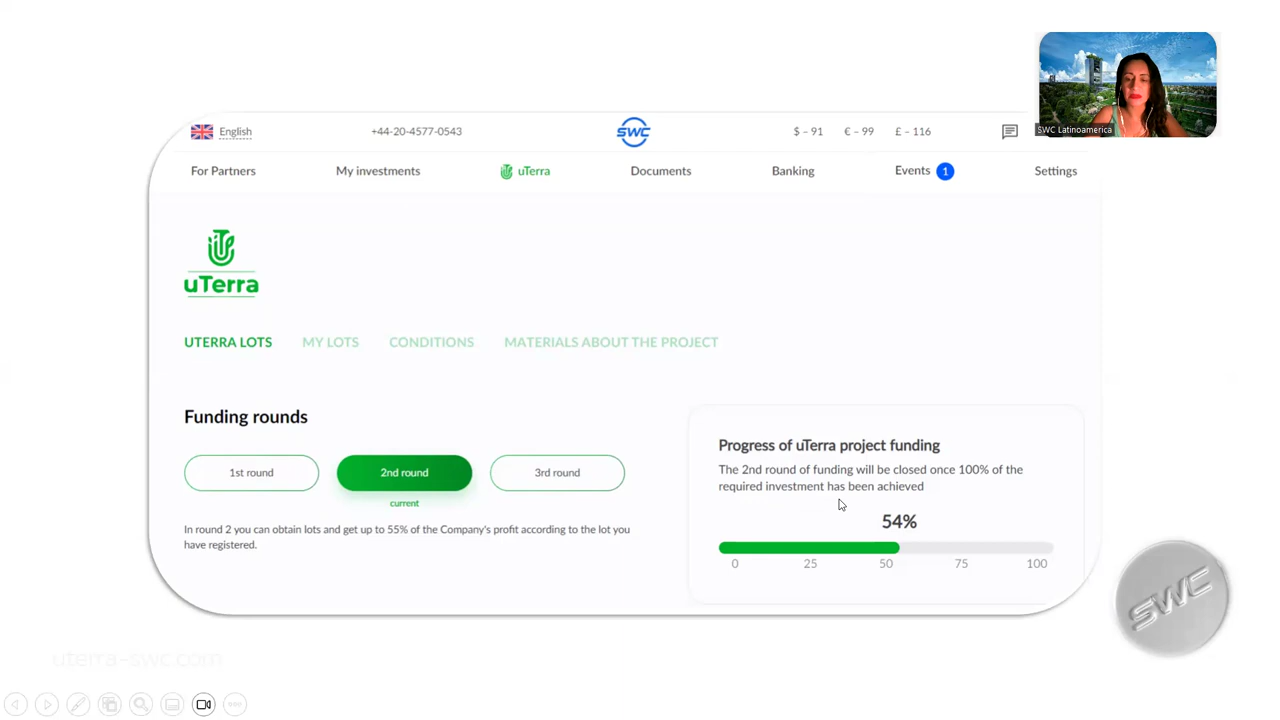 SWC Latinoamerica
English
+44-20-4577-0543
SWC
$ – 91 € – 99 £ – 116
For Partners My investments uTerra Documents Banking Events 1 Settings
uTerra
UTERRA LOTS MY LOTS CONDITIONS MATERIALS ABOUT THE PROJECT
Funding rounds
1st round 2nd round 3rd round
current
In round 2 you can obtain lots and get up to 55% of the Company's profit according to the lot you
have registered.
Progress of uTerra project funding
The 2nd round of funding will be closed once 100% of the
required investment has been achieved
54%
0 25 50 75 100
SWC
uterra-swc.com